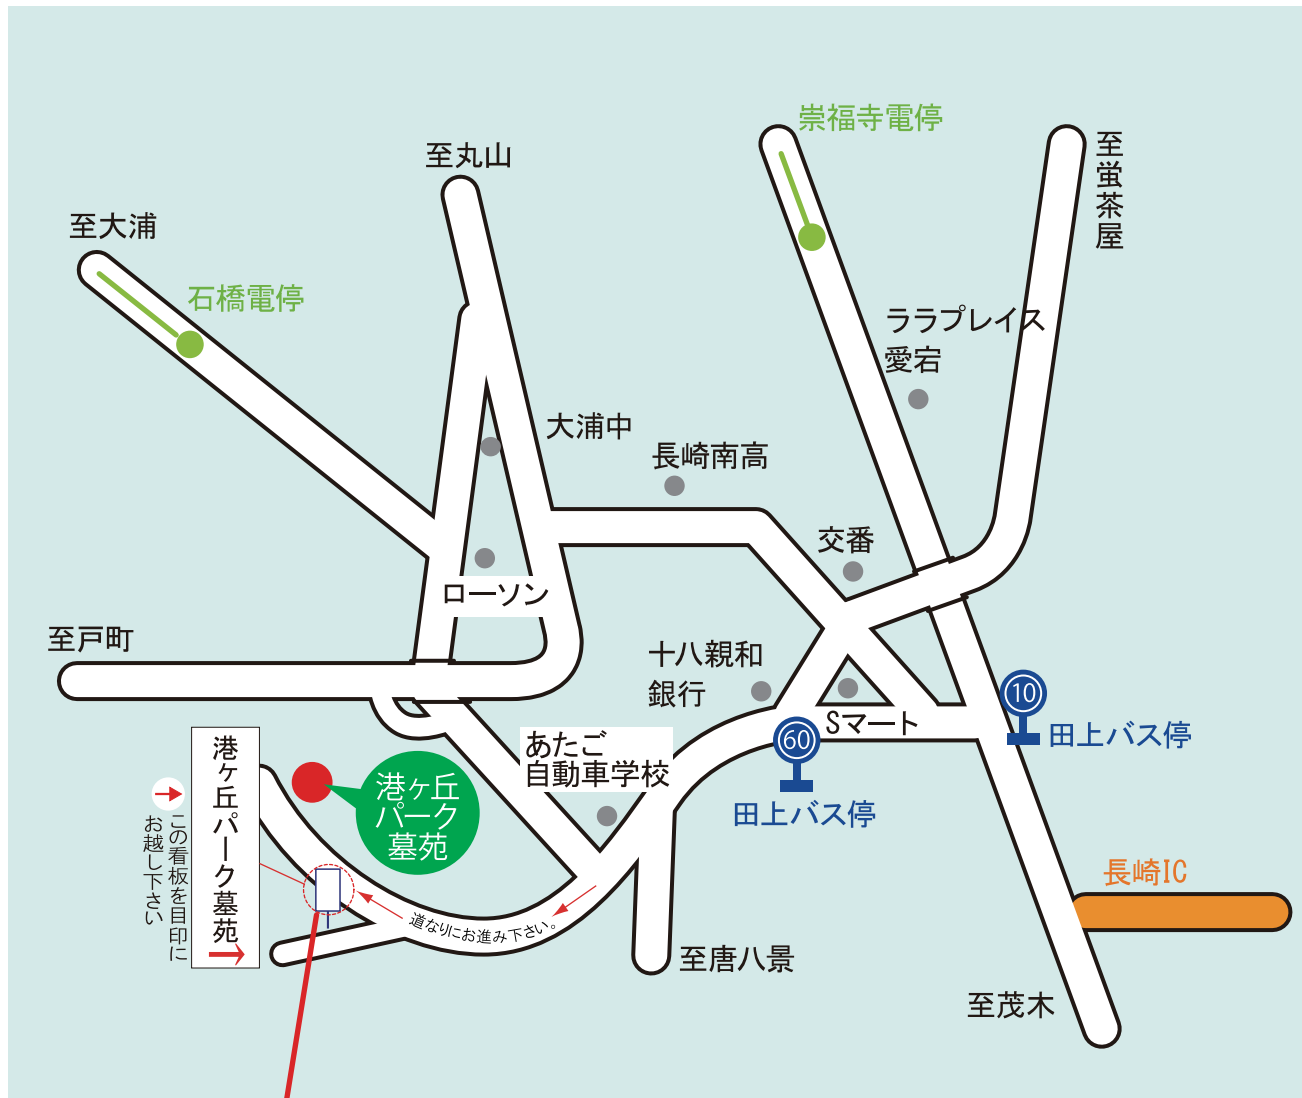 崇福寺電停
至丸山
至蛍茶屋
至大浦
石橋電停
ララプレイス
愛宕
大浦中
長崎南高
交番
ローソン
至戸町
十八親和
銀行
10
Sマート
田上バス停
60
田上バス停
あたご
自動車学校
港ヶ丘パーク墓苑
港ヶ丘
パーク
墓苑
この看板を目印に
お越し下さい
長崎IC
道なりにお進み下さい。
至唐八景
至茂木